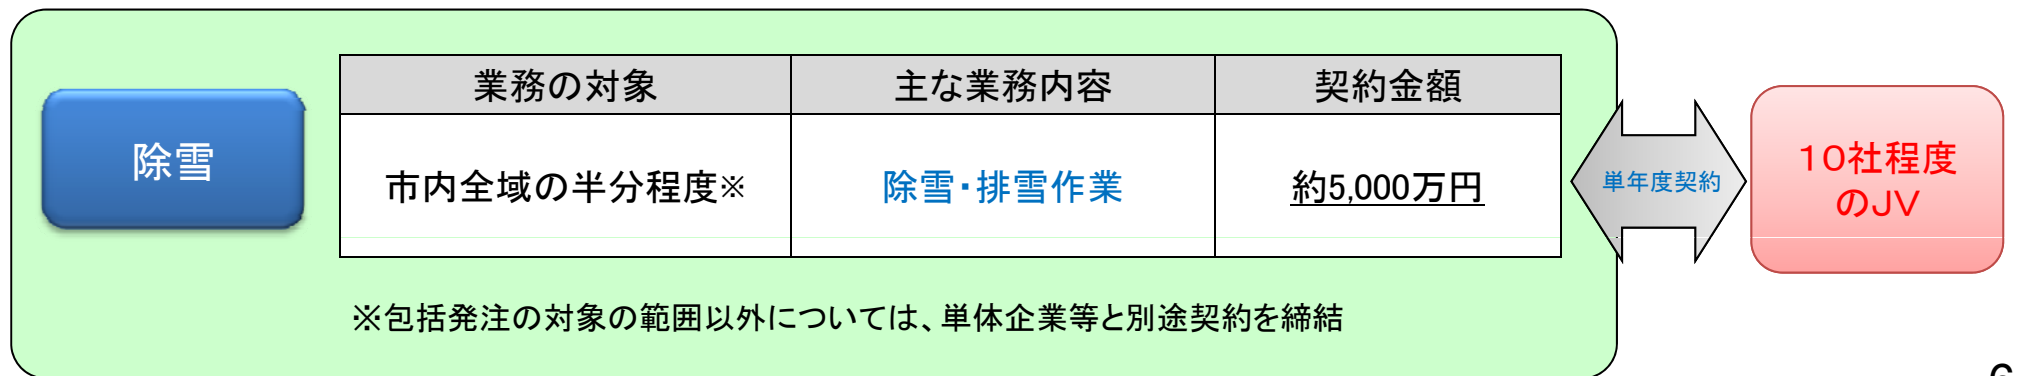 業務の対象 主な業務内容 契約金額
除雪
市内全域の半分程度※ 除雪・排雪作業 約5,000万円
単年度契約
10社程度
のJV
※包括発注の対象の範囲以外については、単体企業等と別途契約を締結